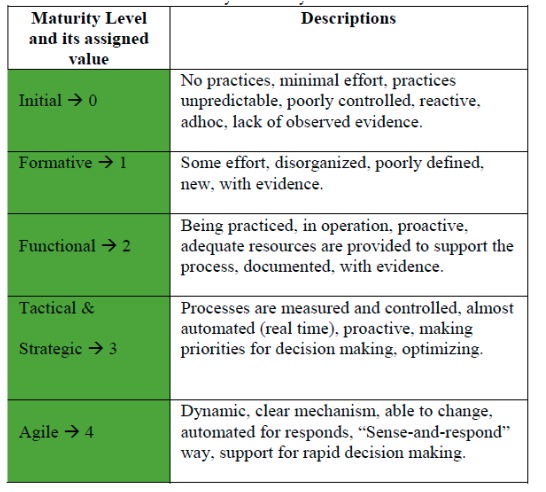 Maturity Level
and its assigned
value
Descriptions
Initial → 0
No practices, minimal effort, practices
unpredictable, poorly controlled, reactive,
adhoc, lack of observed evidence.
Formative → 1
Some effort, disorganized, poorly defined,
new, with evidence.
Functional → 2
Being practiced, in operation, proactive,
adequate resources are provided to support the
process, documented, with evidence.
Tactical &
Strategic → 3
Processes are measured and controlled, almost
automated (real time), proactive, making
priorities for decision making, optimizing.
Agile → 4
Dynamic, clear mechanism, able to change,
automated for responds, “Sense-and-respond”
way, support for rapid decision making.